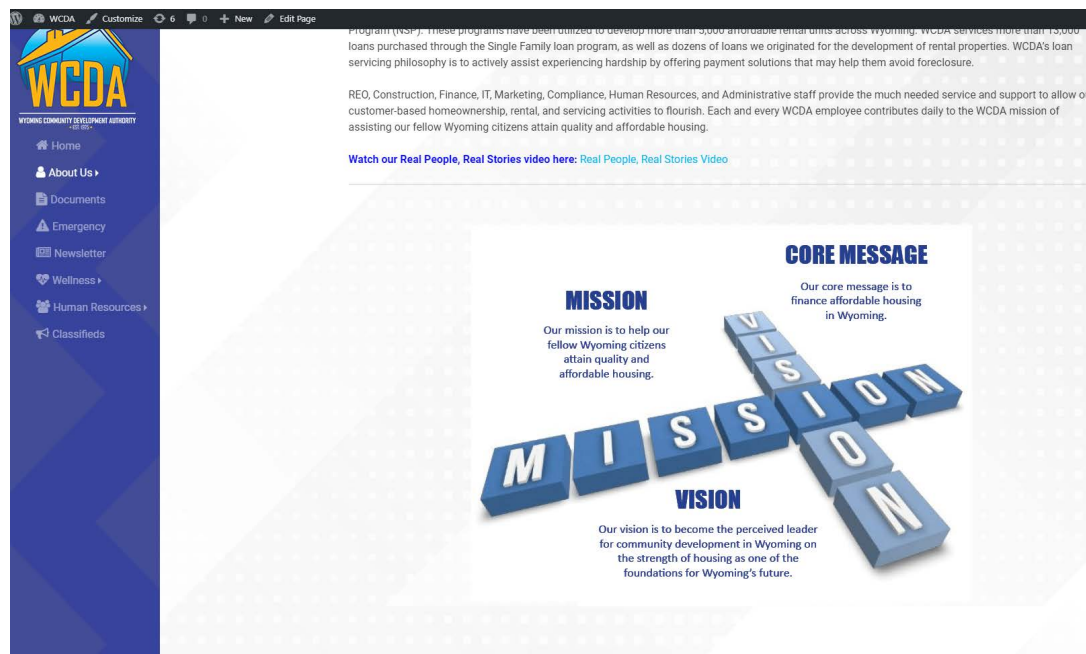 WCDA Customize 6 0 New Edit Page
WCDA
WYOMING COMMUNITY DEVELOPMENT AUTHORITY
Home
About Us
Documents
Emergency
Newsletter
Wellness
Human Resources
Classifieds
Program (NSP). These programs have been utilized to develop more than 5,000 affordable rental units across Wyoming. WCDA services more than 13,000
loans purchased through the Single Family loan program, as well as dozens of loans we originated for the development of rental properties. WCDA's loan
servicing philosophy is to actively assist experiencing hardship by offering payment solutions that may help them avoid foreclosure.
REO, Construction, Finance, IT, Marketing, Compliance, Human Resources, and Administrative staff provide the much needed service and support to allow
customer-based homeownership, rental, and servicing activities to flourish. Each and every WCDA employee contributes daily to the WCDA mission of
assisting our fellow Wyoming citizens attain quality and affordable housing.
Watch our Real People, Real Stories video here: Real People, Real Stories Video
CORE MESSAGE
Our core message is to
finance affordable housing
in Wyoming.
MISSION
Our mission is to help our
fellow Wyoming citizens
attain quality and
affordable housing.
MISSION
VISION
VISION
Our vision is to become the perceived leader
for community development in Wyoming on
the strength of housing as one of the
foundations for Wyoming's future.